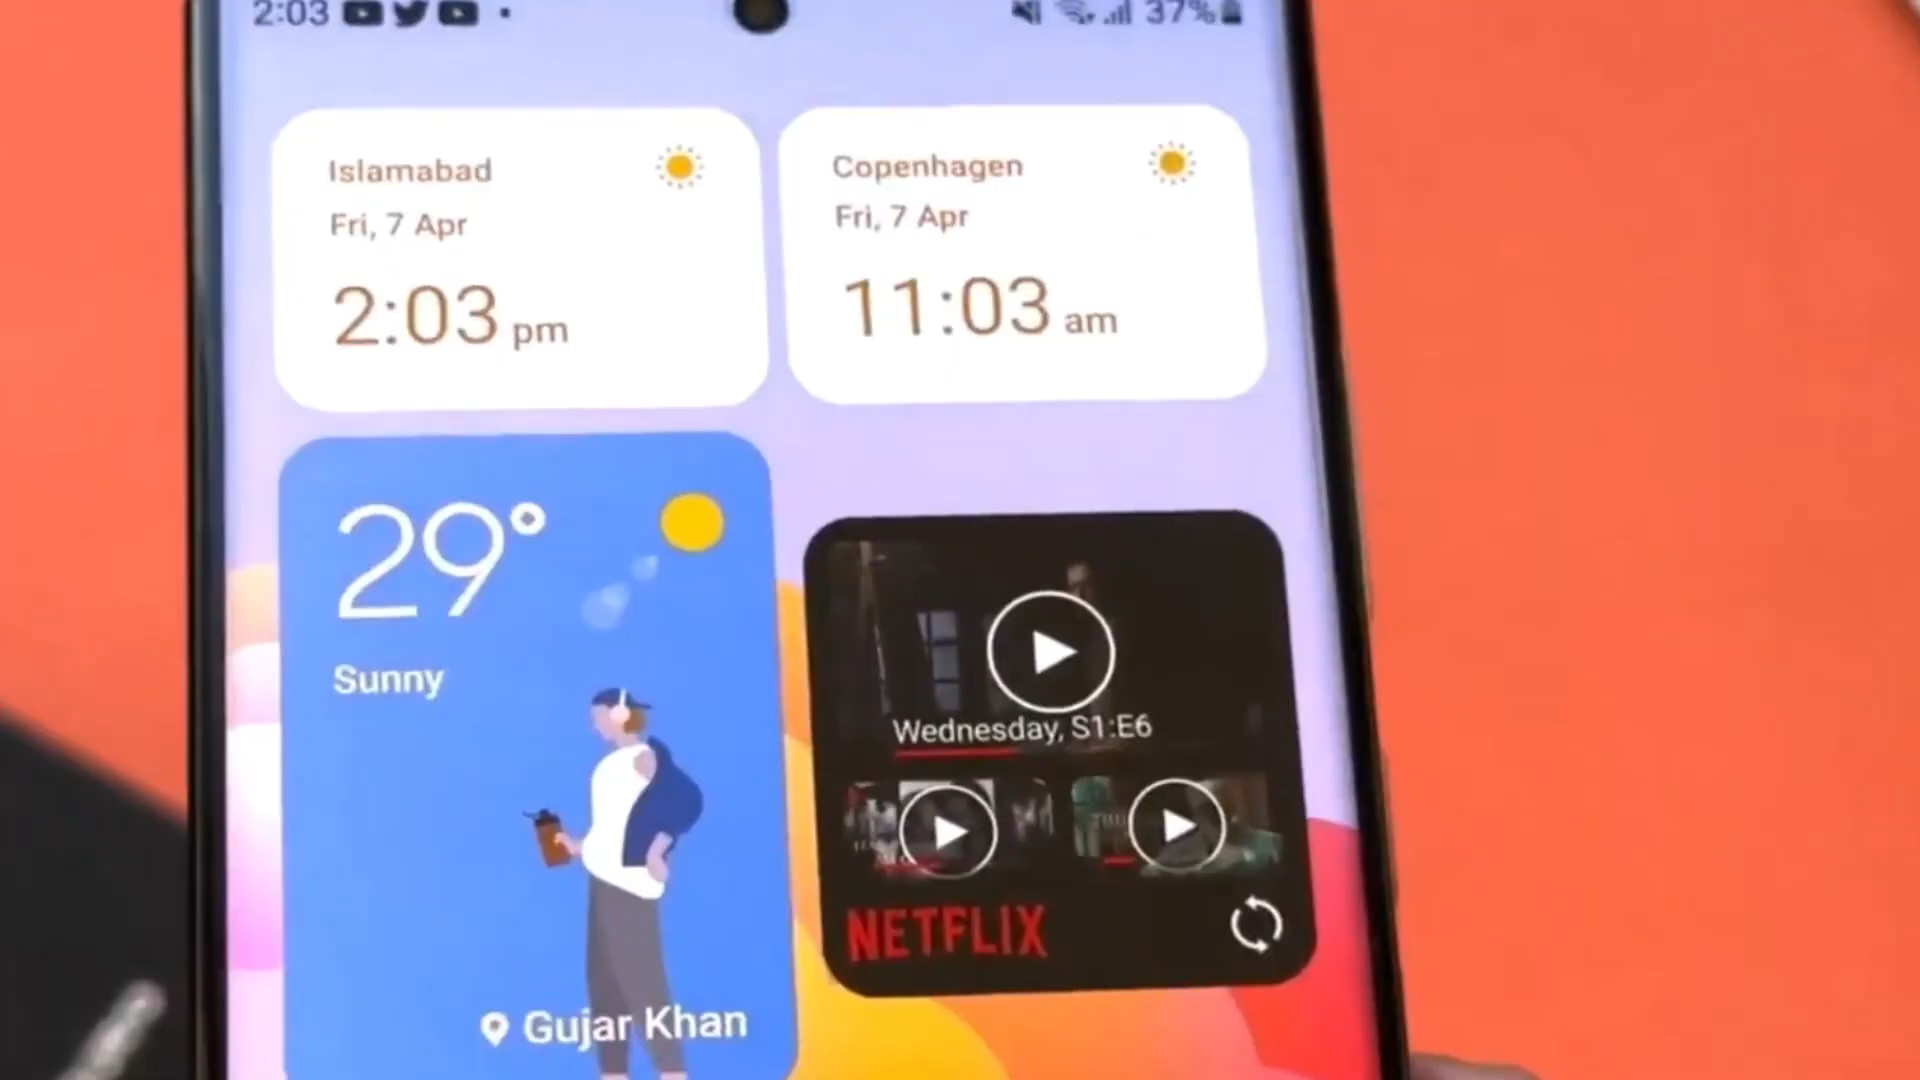 2:03
37%
Islamabad
Fri, 7 Apr
2:03 pm
Copenhagen
Fri, 7 Apr
11:03 am
29°
Sunny
Gujar Khan
Wednesday, S1:E6
NETFLIX